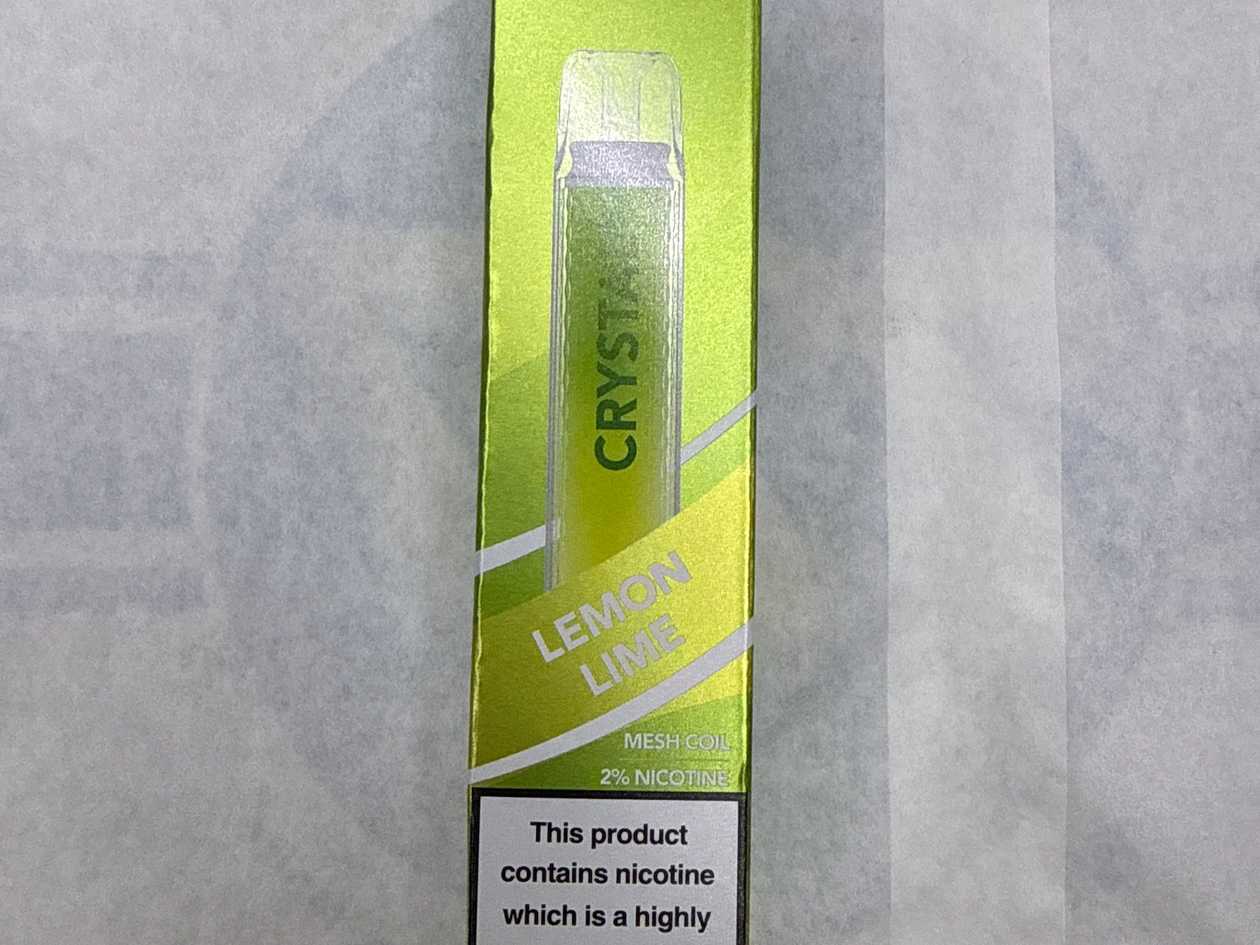 CRYSTA
LEMON
LIME
MESH COIL
2% NICOTINE
This product
contains nicotine
which is a highly